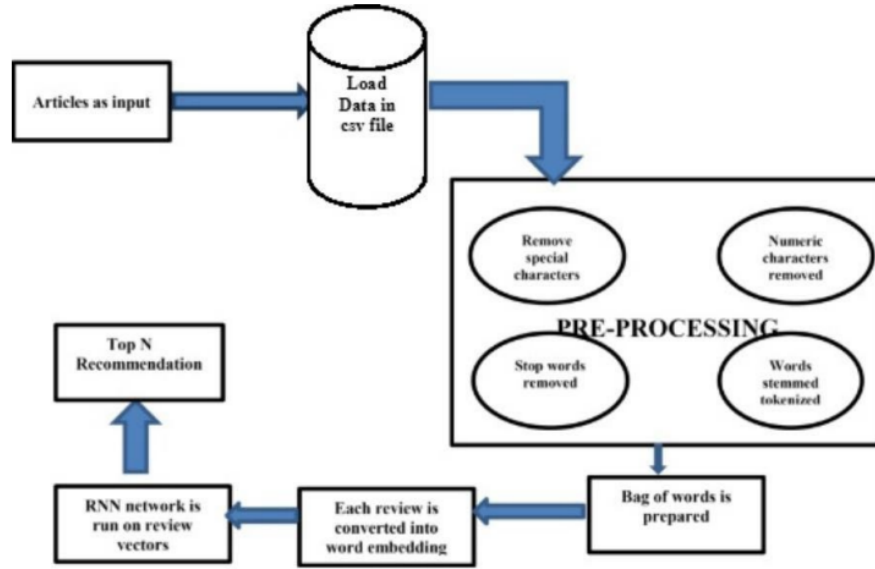 Articles as input
Load
Data in
csv file
Remove
special
characters
Numeric
characters
removed
PRE-PROCESSING
Stop words
removed
Words
stemmed
tokenized
Bag of words is
prepared
Each review is
converted into
word embedding
RNN network is
run on review
vectors
Top N
Recommendation